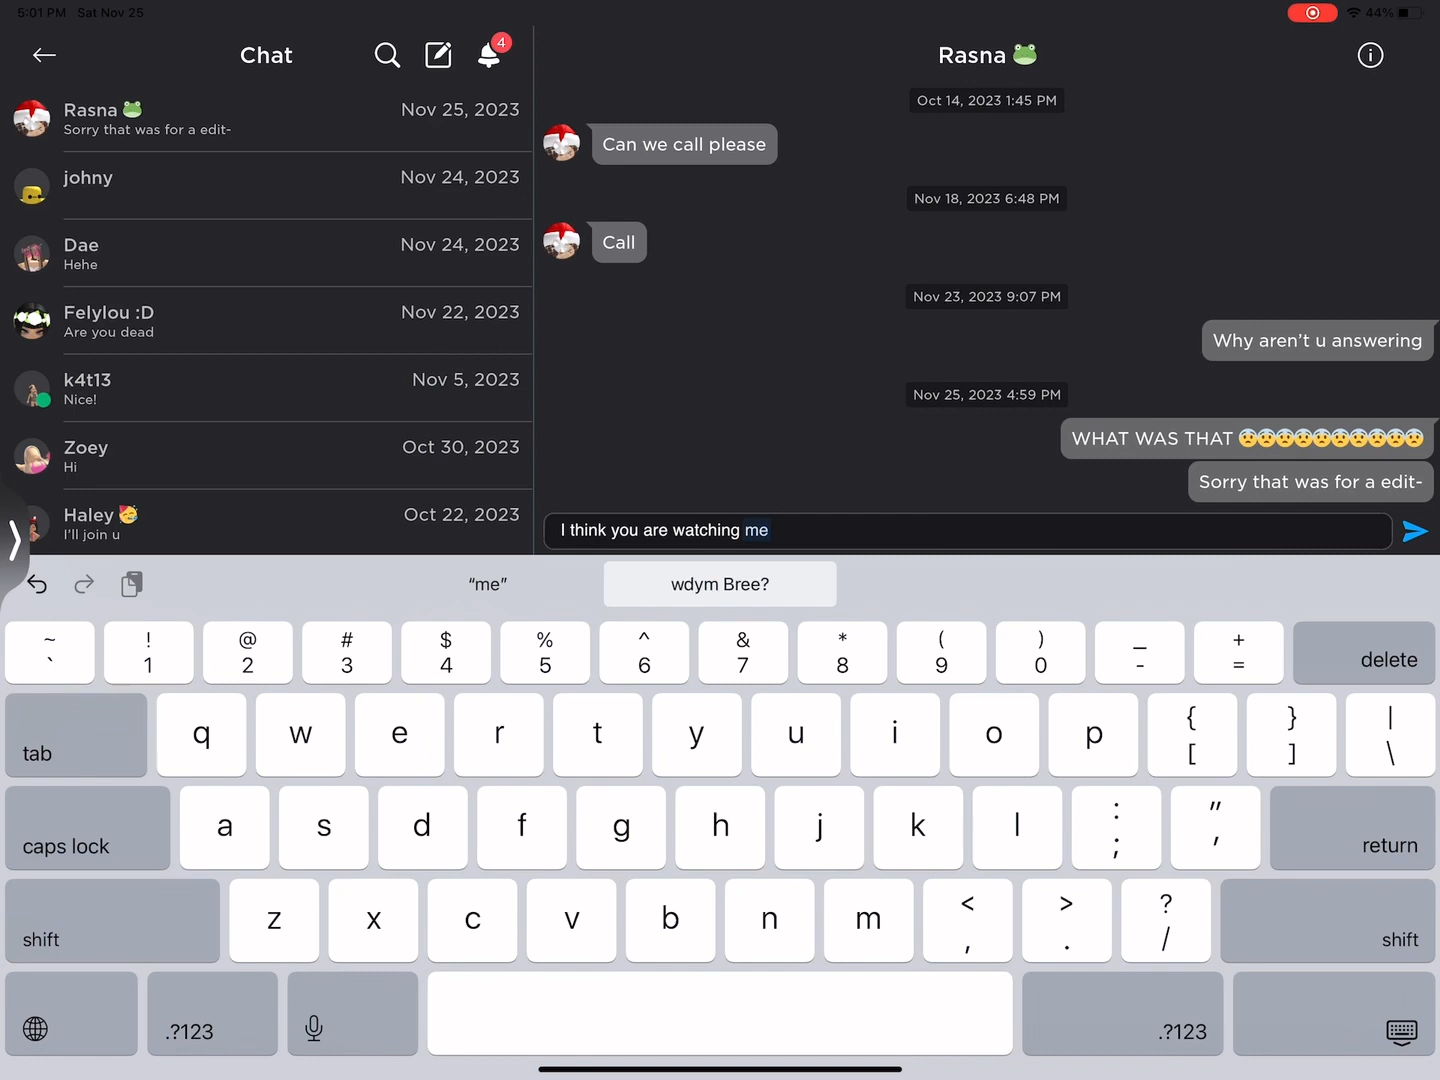 5:01 PM Sat Nov 25
44%
Chat
4
Rasna 🐸
Nov 25, 2023
Sorry that was for a edit-
johny
Nov 24, 2023
Dae
Nov 24, 2023
Hehe
Felylou :D
Nov 22, 2023
Are you dead
k4t13
Nov 5, 2023
Nice!
Zoey
Oct 30, 2023
Hi
Haley 🥳
Oct 22, 2023
I'll join u
Rasna 🐸
Oct 14, 2023 1:45 PM
Can we call please
Nov 18, 2023 6:48 PM
Call
Nov 23, 2023 9:07 PM
Why aren’t u answering
Nov 25, 2023 4:59 PM
WHAT WAS THAT 😨😨😨😨😨😨😨😨😨😨
Sorry that was for a edit-
I think you are watching me
“me”
wdym Bree?
~ ! @ # $ % ^ & * ( ) _ +
` 1 2 3 4 5 6 7 8 9 0 - = delete
tab q w e r t y u i o p { [ } ] | \
caps lock a s d f g h j k l : ; " ' return
shift z x c v b n m < , > . ? / shift
.?123 .?123